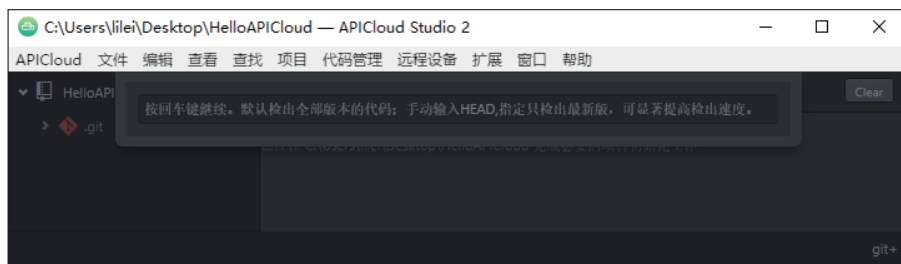 C:\Users\lilei\Desktop\HelloAPICloud — APICloud Studio 2
APICloud 文件 编辑 查看 查找 项目 代码管理 远程设备 扩展 窗口 帮助
HelloAPI
按回车键继续。默认检出全部版本的代码；手动输入HEAD,指定只检出最新版，可显著提高检出速度。
Clear
.git
C:\Users\lilei\Desktop\HelloAPICloud
git+